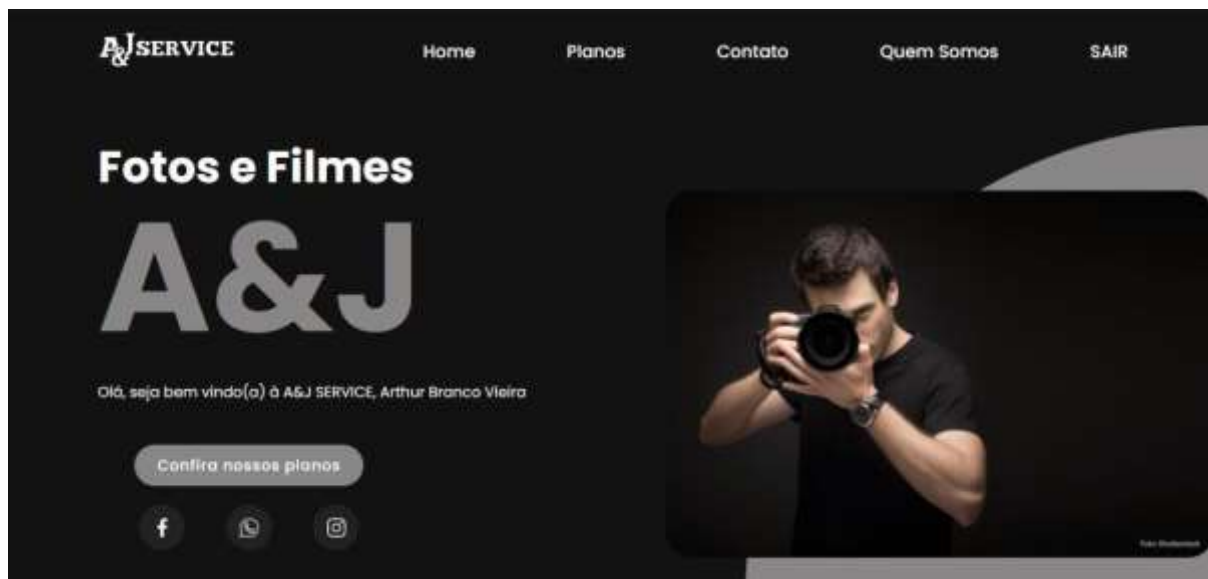 A&J SERVICE
Home Planos Contato Quem Somos SAIR
Fotos e Filmes
A&J
Olá, seja bem vindo(a) à A&J SERVICE, Arthur Branco Vieira
Confira nossos planos